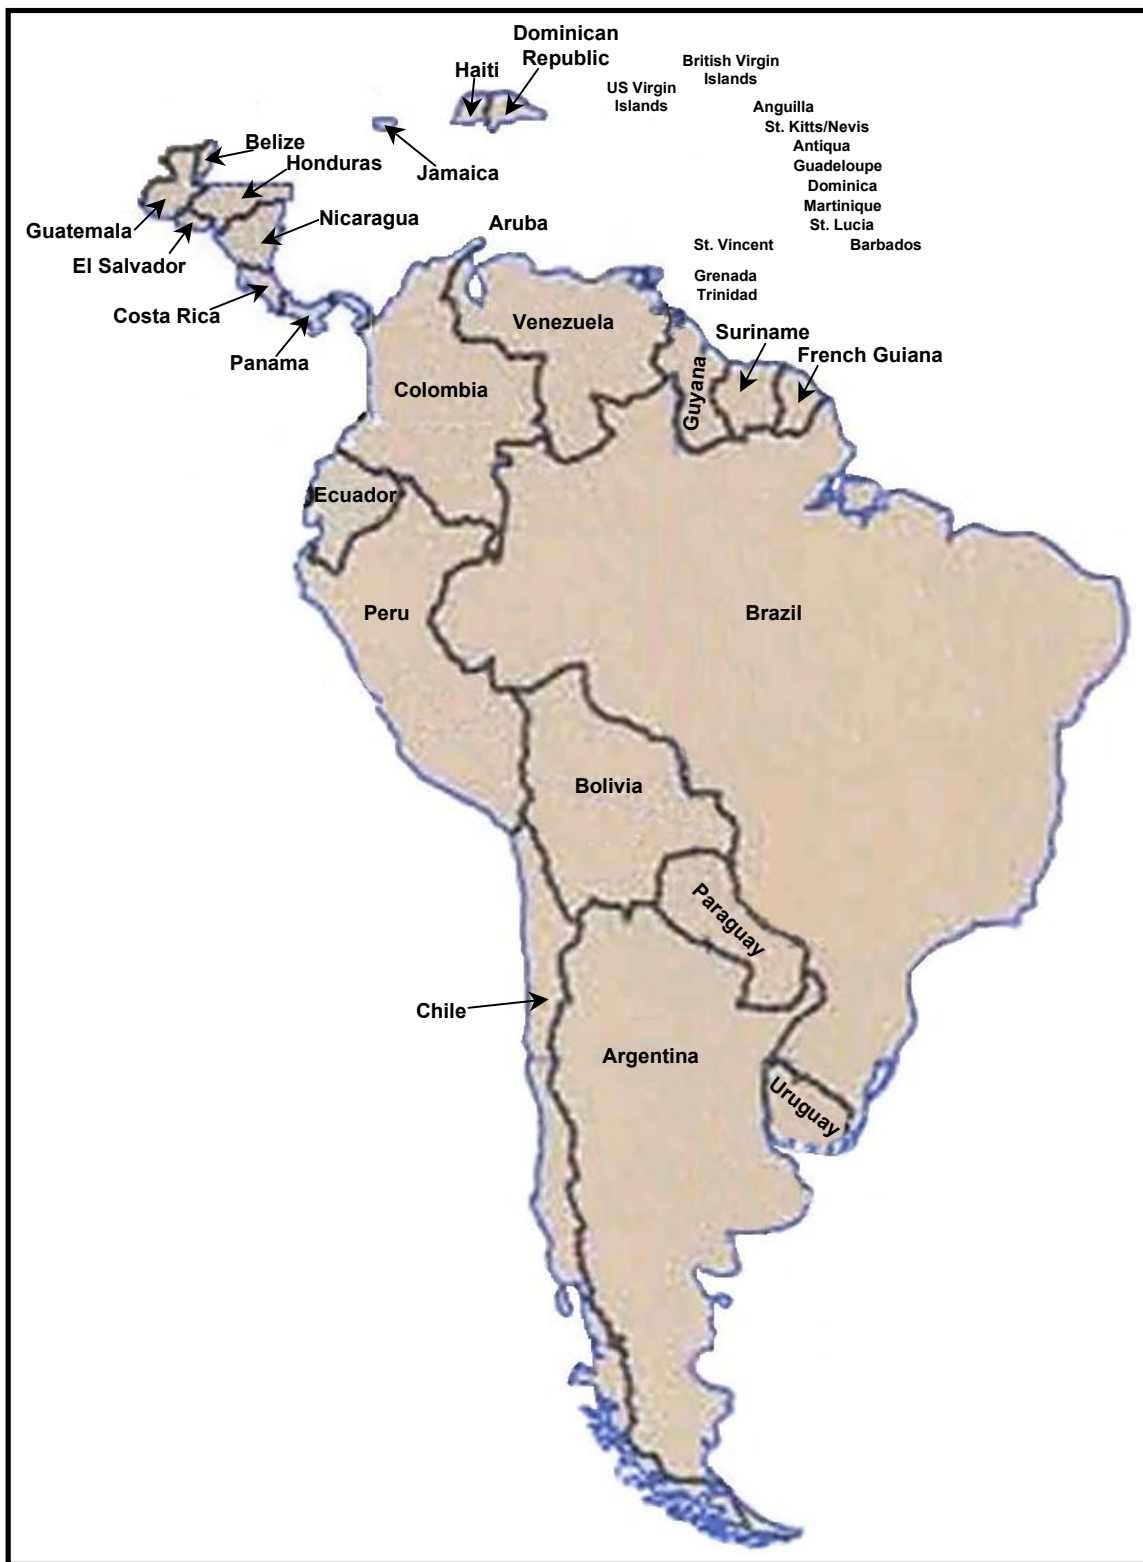 Dominican
Republic
Haiti
British Virgin
Islands
US Virgin
Islands
Anguilla
St. Kitts/Nevis
Antiqua
Guadeloupe
Dominica
Martinique
St. Lucia
Barbados
St. Vincent
Grenada
Trinidad
Jamaica
Belize
Honduras
Nicaragua
Guatemala
El Salvador
Costa Rica
Panama
Aruba
Venezuela
Colombia
Guyana
Suriname
French Guiana
Ecuador
Peru
Brazil
Bolivia
Paraguay
Chile
Argentina
Uruguay